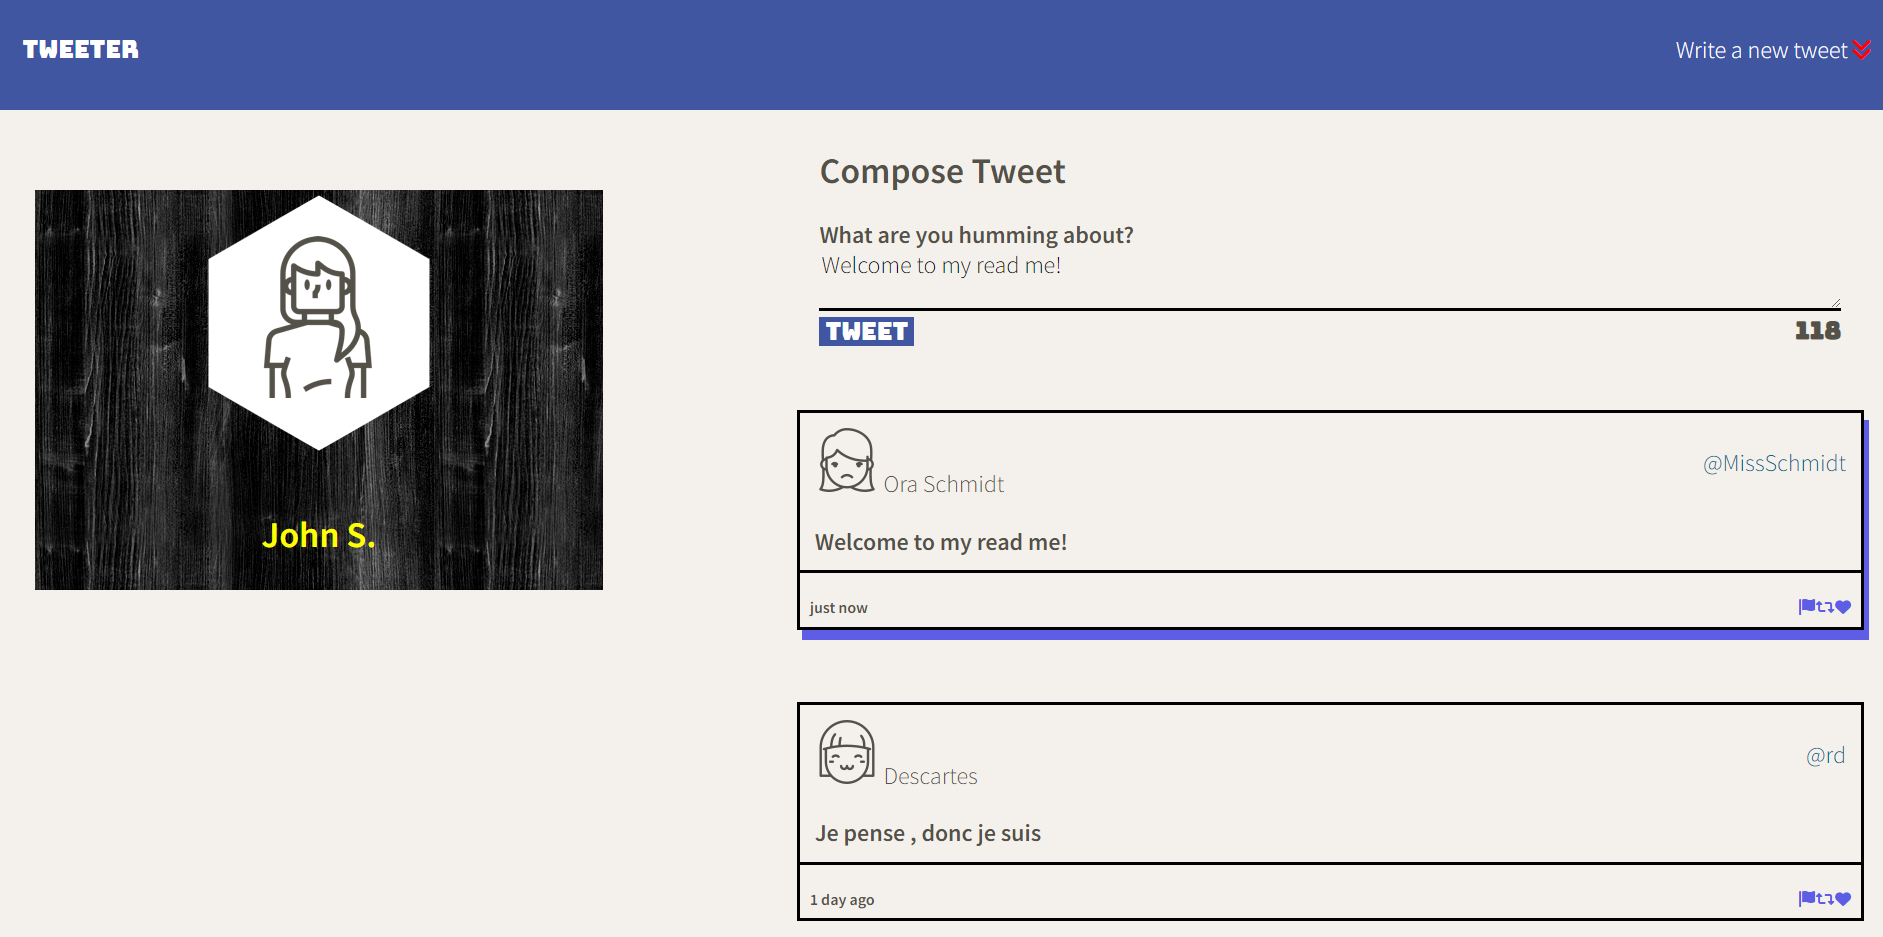 TWEETER
Write a new tweet
John S.
Compose Tweet
What are you humming about?
Welcome to my read me!
TWEET
118
Ora Schmidt
@MissSchmidt
Welcome to my read me!
just now
Descartes
@rd
Je pense , donc je suis
1 day ago